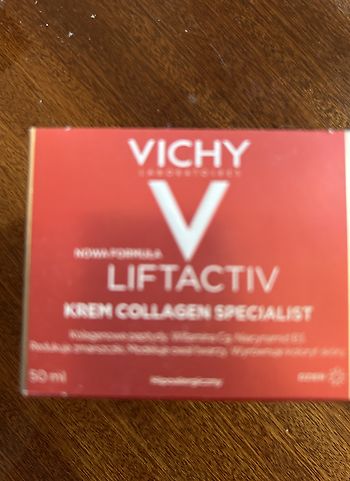 VICHY
LABORATOIRES
V
NOWA FORMUŁA
LIFTACTIV
KREM COLLAGEN SPECIALIST
Kolagenowe peptydy, Witamina Cg, Niacynamid B3
Redukuje zmarszczki, Modeluje owal twarzy, Wyrównuje koloryt skóry
50 ml
Hipoalergiczny
DZIEŃ